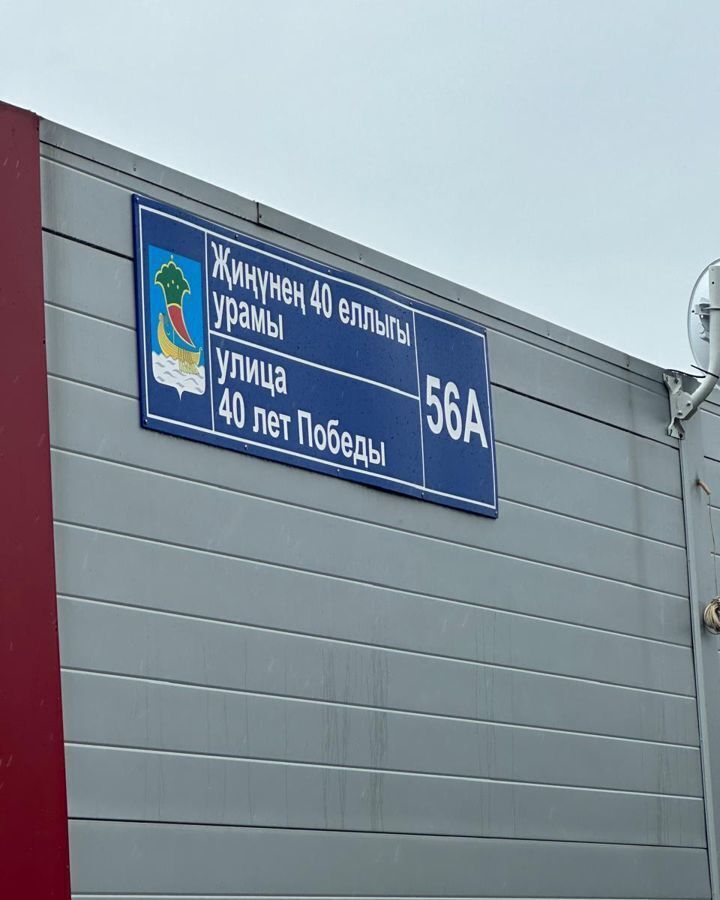 Җиңүнең 40 еллыгы
урамы
улица
40 лет Победы
56А